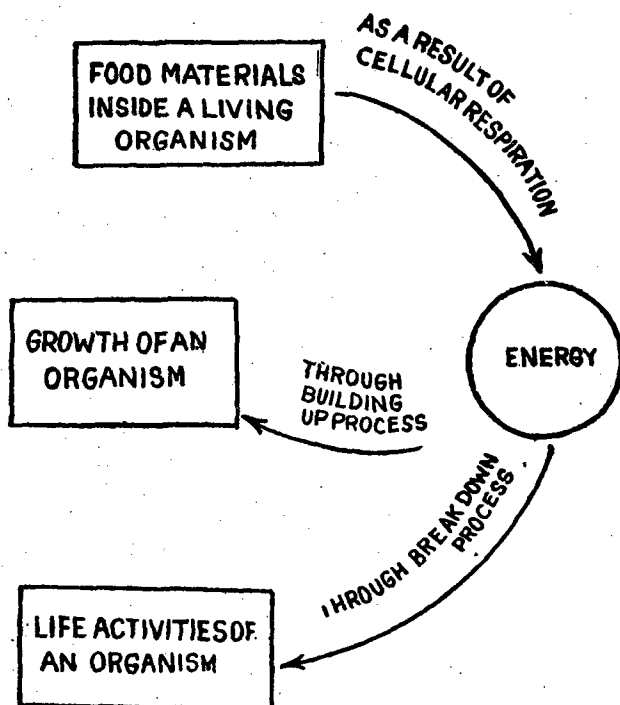 FOOD MATERIALS
INSIDE A LIVING
ORGANISM
AS A RESULT OF
CELLULAR RESPIRATION
ENERGY
GROWTH OF AN
ORGANISM
THROUGH
BUILDING
UP PROCESS
THROUGH BREAK DOWN
PROCESS
LIFE ACTIVITIES OF
AN ORGANISM